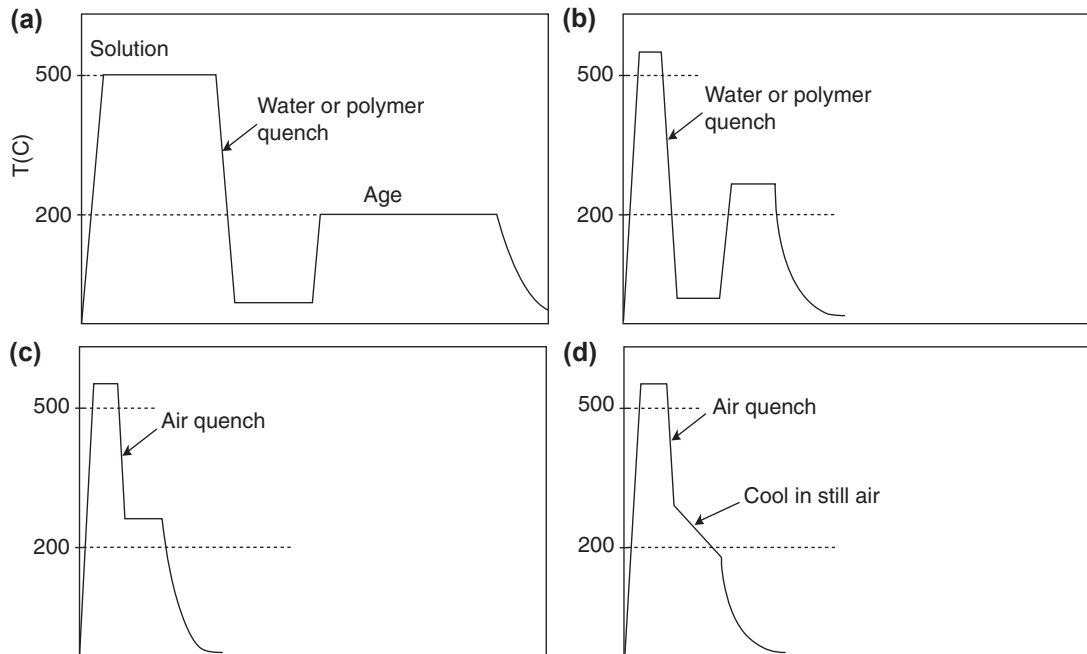 (a)
Solution
500
Water or polymer
quench
T(C)
Age
200
(b)
500
Water or polymer
quench
200
(c)
500
Air quench
200
(d)
500
Air quench
Cool in still air
200